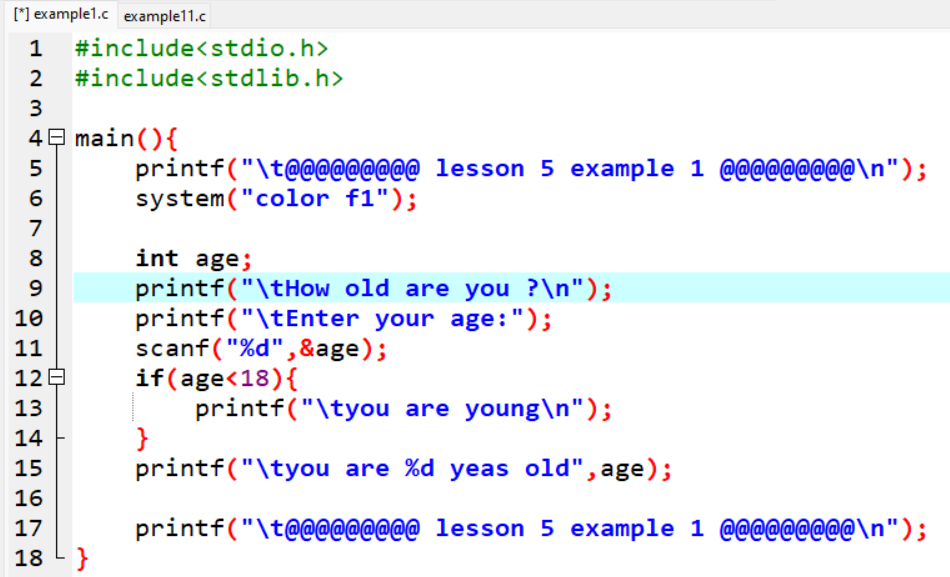 [*] example1.c example11.c
1 #include<stdio.h>
2 #include<stdlib.h>
3
4 main(){
5 printf("\t@@@@@@@@@ lesson 5 example 1 @@@@@@@@@\n");
6 system("color f1");
7
8 int age;
9 printf("\tHow old are you ?\n");
10 printf("\tEnter your age:");
11 scanf("%d",&age);
12 if(age<18){
13 printf("\tyou are young\n");
14 }
15 printf("\tyou are %d yeas old",age);
16
17 printf("\t@@@@@@@@@ lesson 5 example 1 @@@@@@@@@\n");
18 }